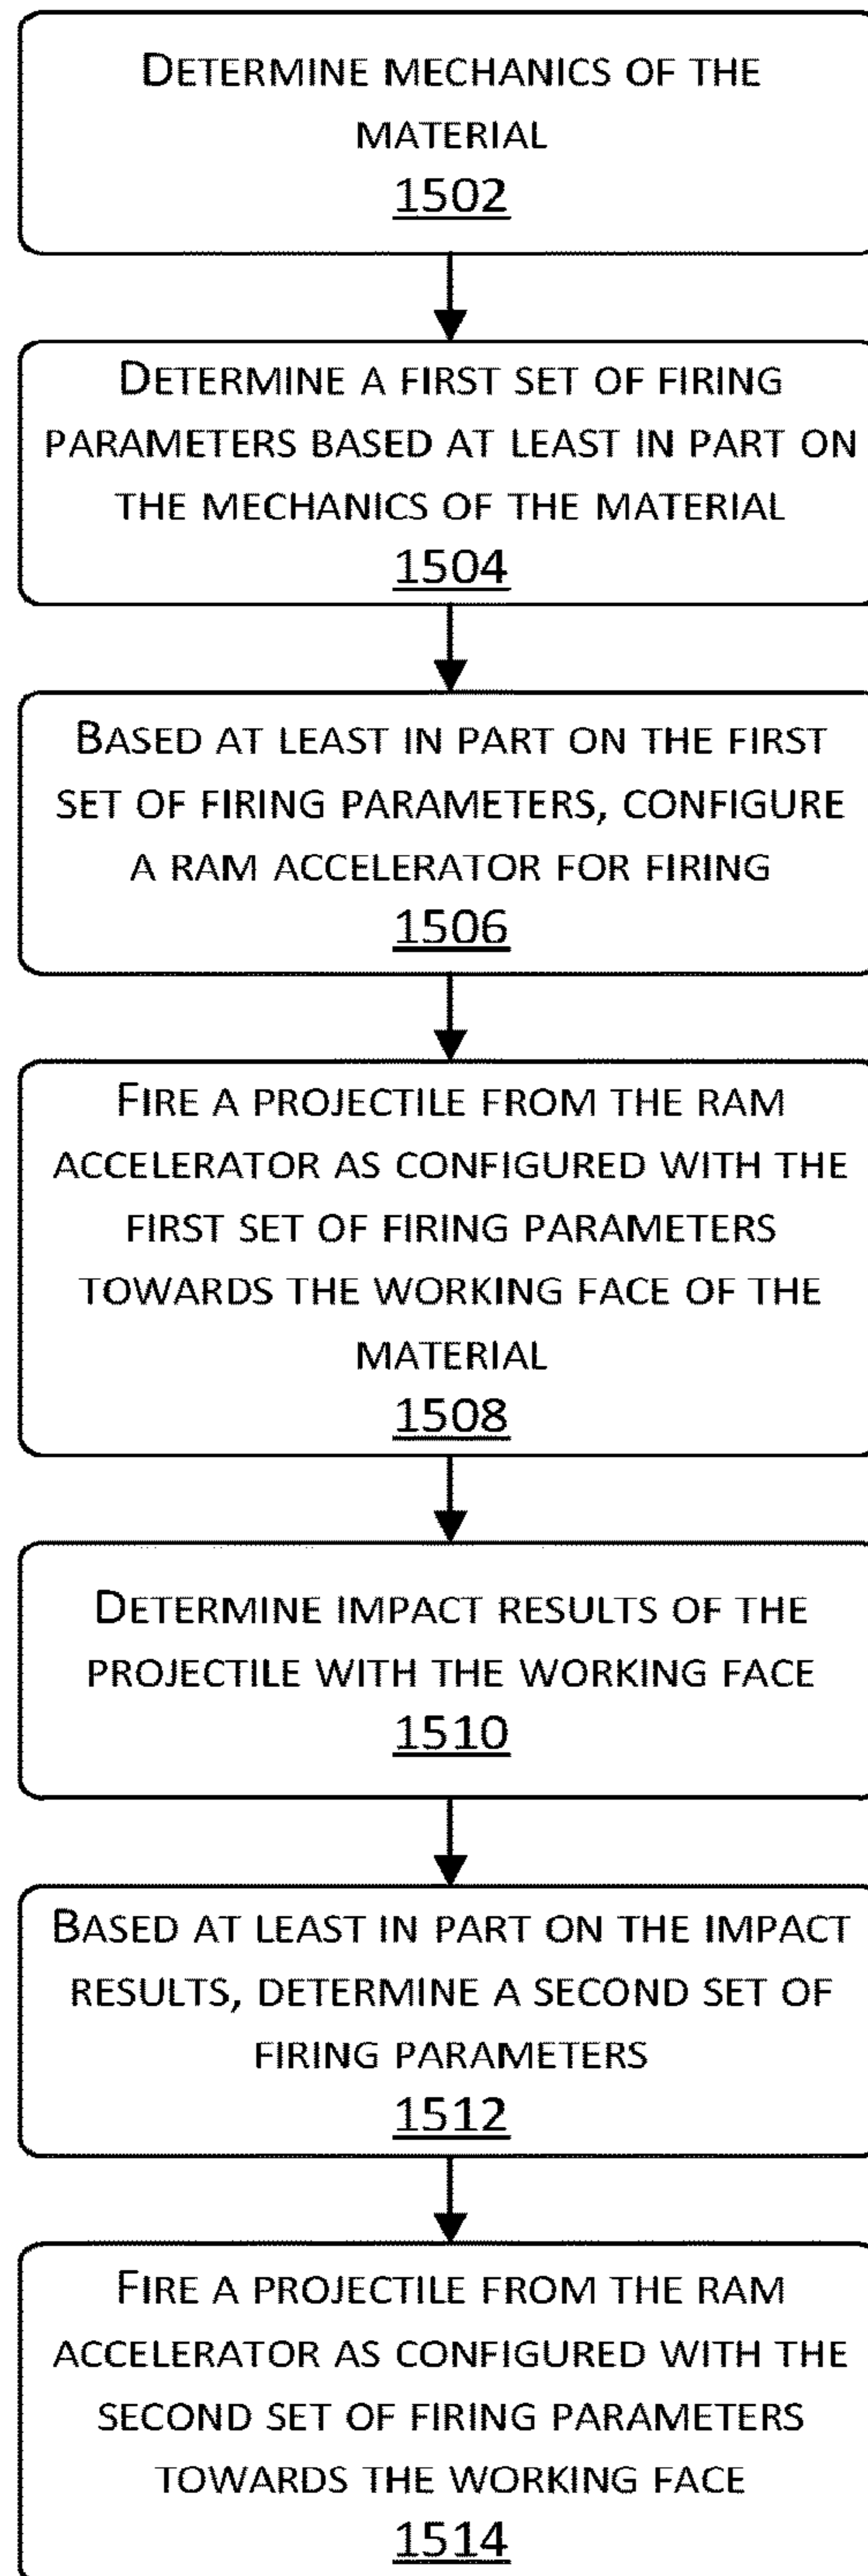 DETERMINE MECHANICS OF THE
MATERIAL
1502
DETERMINE A FIRST SET OF FIRING
PARAMETERS BASED AT LEAST IN PART ON
THE MECHANICS OF THE MATERIAL
1504
BASED AT LEAST IN PART ON THE FIRST
SET OF FIRING PARAMETERS, CONFIGURE
A RAM ACCELERATOR FOR FIRING
1506
FIRE A PROJECTILE FROM THE RAM
ACCELERATOR AS CONFIGURED WITH THE
FIRST SET OF FIRING PARAMETERS
TOWARDS THE WORKING FACE OF THE
MATERIAL
1508
DETERMINE IMPACT RESULTS OF THE
PROJECTILE WITH THE WORKING FACE
1510
BASED AT LEAST IN PART ON THE IMPACT
RESULTS, DETERMINE A SECOND SET OF
FIRING PARAMETERS
1512
FIRE A PROJECTILE FROM THE RAM
ACCELERATOR AS CONFIGURED WITH THE
SECOND SET OF FIRING PARAMETERS
TOWARDS THE WORKING FACE
1514